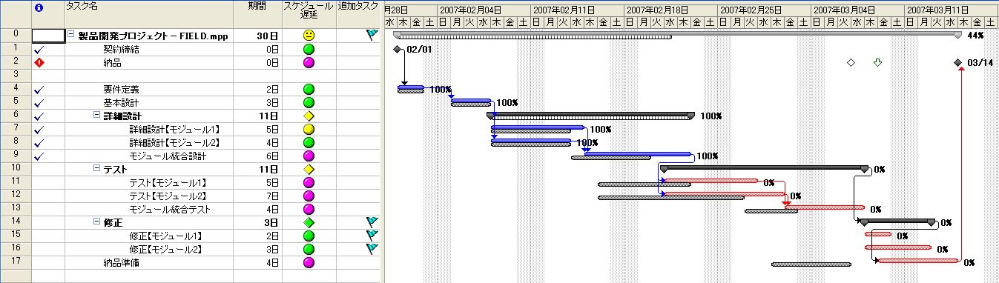 タスク名 期間 スケジュール遅延 追加タスク
月28日 2007年02月04日 2007年02月11日 2007年02月18日 2007年02月25日 2007年03月04日 2007年03月11日
水 木 金 土 日 月 火 水 木 金 土 日 月 火 水 木 金 土 日 月 火 水 木 金 土 日 月 火 水 木 金 土 日 月 火 水 木 金 土 日 月 火 水 木 金 土
0 製品開発プロジェクト－FIELD.mpp 30日 44%
1 契約締結 0日 02/01
2 納品 0日 03/14
3
4 要件定義 2日 100%
5 基本設計 3日 100%
6 詳細設計 11日 100%
7 詳細設計【モジュール1】 5日 100%
8 詳細設計【モジュール2】 4日 100%
9 モジュール統合設計 6日 100%
10 テスト 11日 0%
11 テスト【モジュール1】 5日 0%
12 テスト【モジュール2】 7日 0%
13 モジュール統合テスト 4日 0%
14 修正 3日 0%
15 修正【モジュール1】 2日 0%
16 修正【モジュール2】 3日 0%
17 納品準備 4日 0%